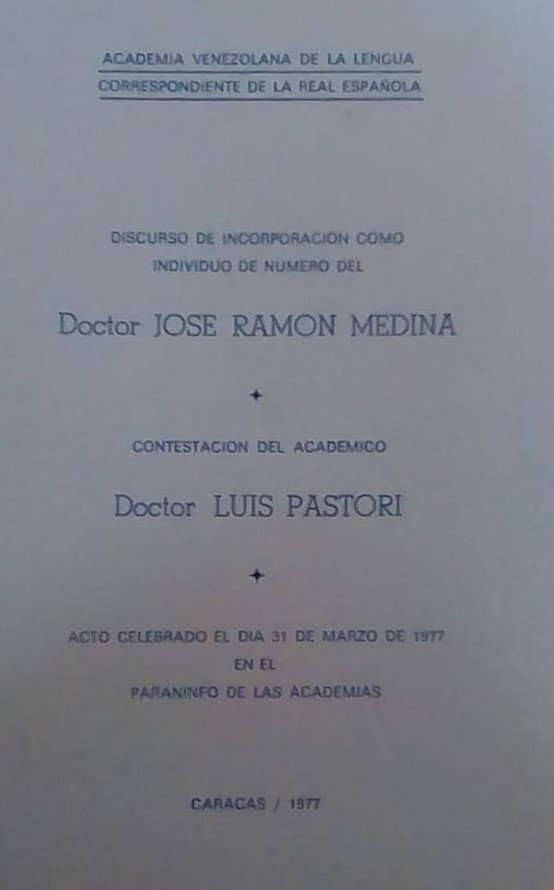 ACADEMIA VENEZOLANA DE LA LENGUA
CORRESPONDIENTE DE LA REAL ESPAÑOLA
DISCURSO DE INCORPORACION COMO
INDIVIDUO DE NUMERO DEL
Doctor JOSE RAMON MEDINA
CONTESTACION DEL ACADEMICO
Doctor LUIS PASTORI
ACTO CELEBRADO EL DIA 31 DE MARZO DE 1977
EN EL
PARANINFO DE LAS ACADEMIAS
CARACAS / 1977